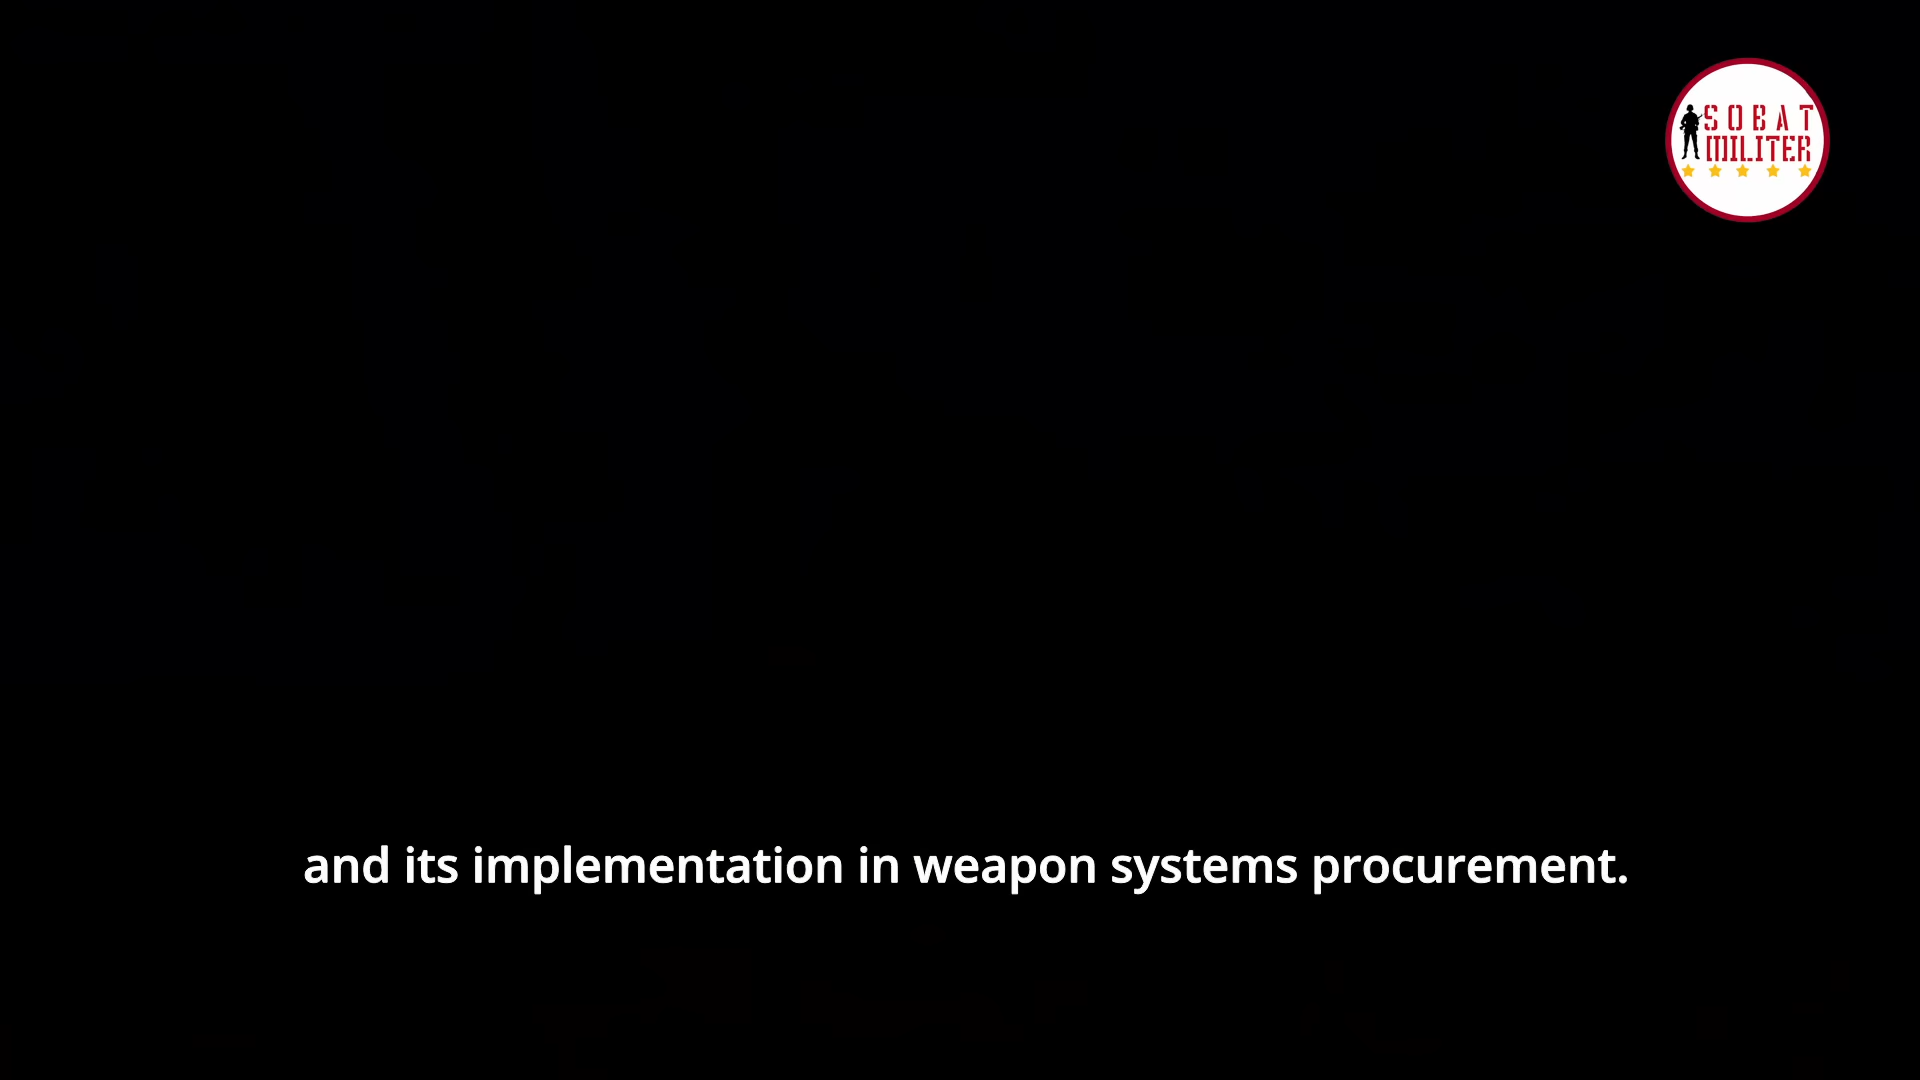 SOBAT
MILITER
and its implementation in weapon systems procurement.